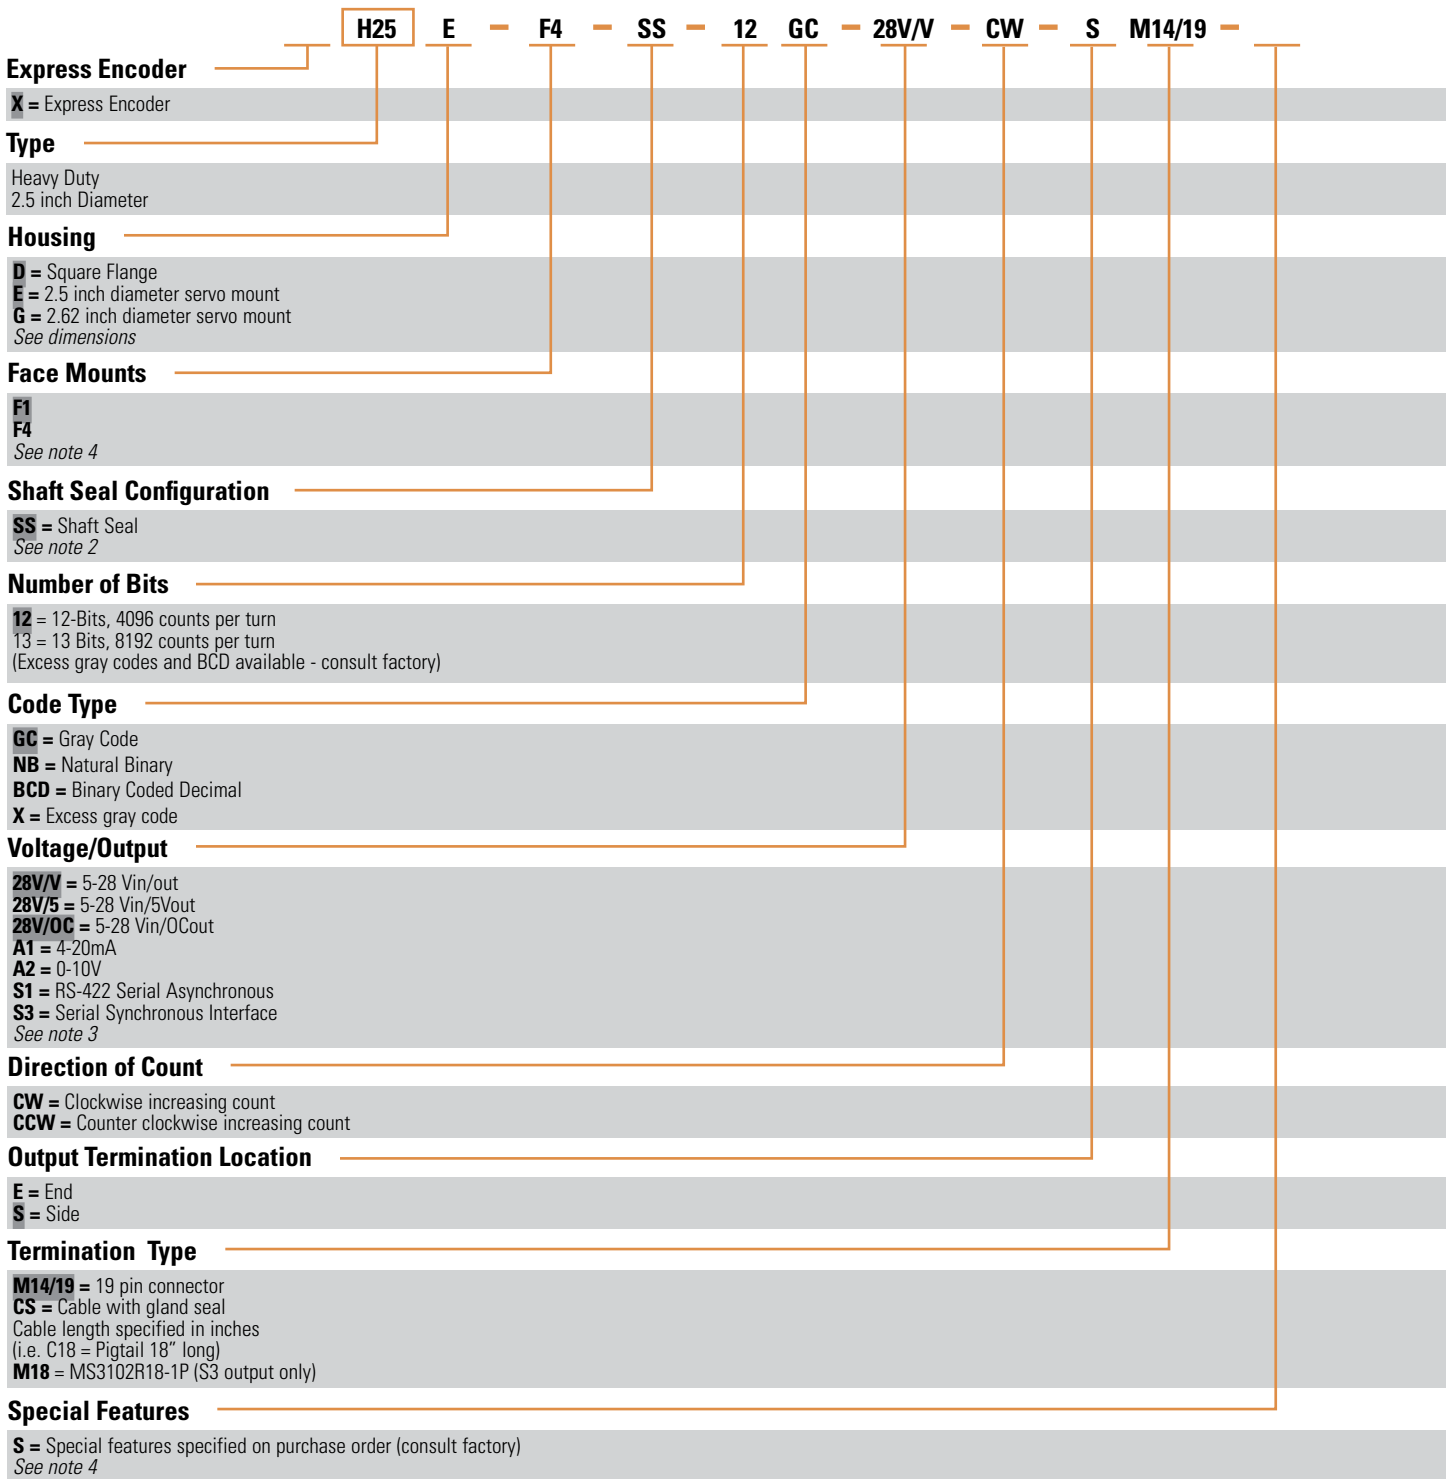 H25 E – F4 – SS – 12 GC – 28V/V – CW – S M14/19 –
Express Encoder
X = Express Encoder
Type
Heavy Duty
2.5 inch Diameter
Housing
D = Square Flange
E = 2.5 inch diameter servo mount
G = 2.62 inch diameter servo mount
See dimensions
Face Mounts
F1
F4
See note 4
Shaft Seal Configuration
SS = Shaft Seal
See note 2
Number of Bits
12 = 12-Bits, 4096 counts per turn
13 = 13 Bits, 8192 counts per turn
(Excess gray codes and BCD available - consult factory)
Code Type
GC = Gray Code
NB = Natural Binary
BCD = Binary Coded Decimal
X = Excess gray code
Voltage/Output
28V/V = 5-28 Vin/out
28V/5 = 5-28 Vin/5Vout
28V/OC = 5-28 Vin/OCout
A1 = 4-20mA
A2 = 0-10V
S1 = RS-422 Serial Asynchronous
S3 = Serial Synchronous Interface
See note 3
Direction of Count
CW = Clockwise increasing count
CCW = Counter clockwise increasing count
Output Termination Location
E = End
S = Side
Termination Type
M14/19 = 19 pin connector
CS = Cable with gland seal
Cable length specified in inches
(i.e. C18 = Pigtail 18” long)
M18 = MS3102R18-1P (S3 output only)
Special Features
S = Special features specified on purchase order (consult factory)
See note 4